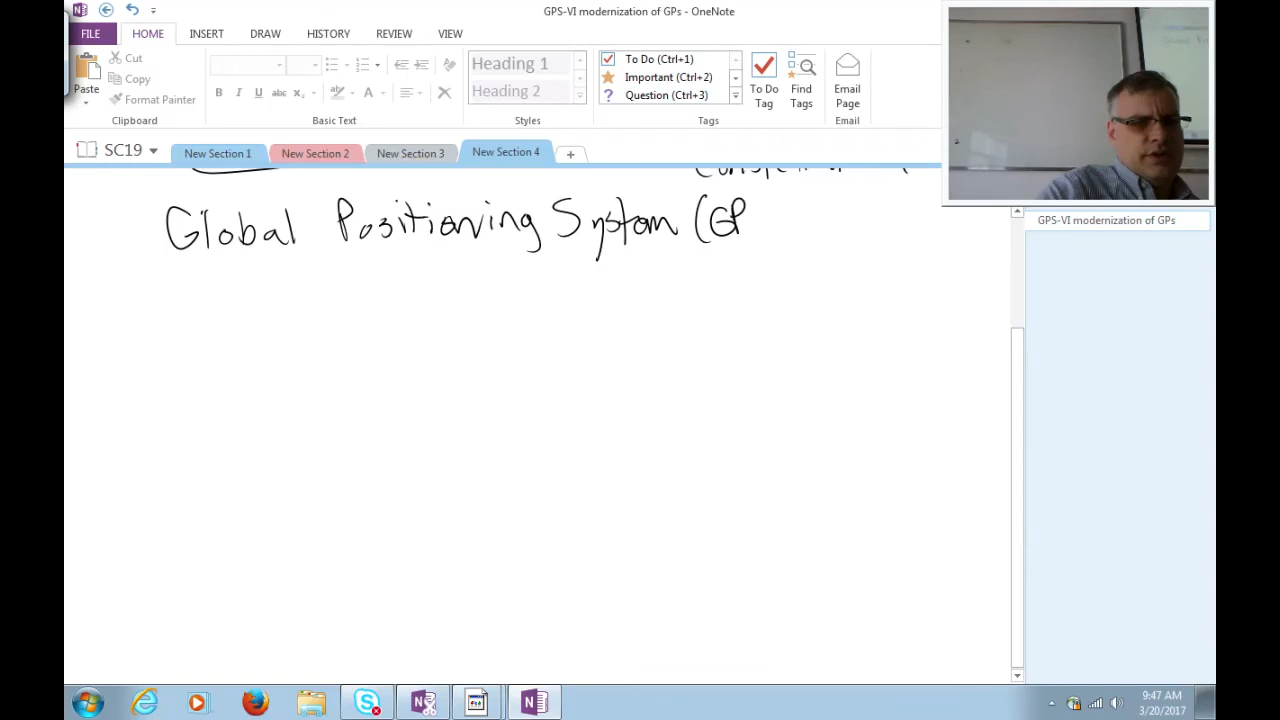 GPS-VI modernization of GPs - OneNote
FILE HOME INSERT DRAW HISTORY REVIEW VIEW
Paste
Cut
Copy
Format Painter
Clipboard
B I U abc x A
Basic Text
Heading 1
Heading 2
Styles
To Do (Ctrl+1)
Important (Ctrl+2)
Question (Ctrl+3)
To Do Tag
Find Tags
Tags
Email Page
Email
SC19
New Section 1 New Section 2 New Section 3 New Section 4
GPS-VI modernization of GPs
Global Positioning System (GP
9:47 AM
3/20/2017